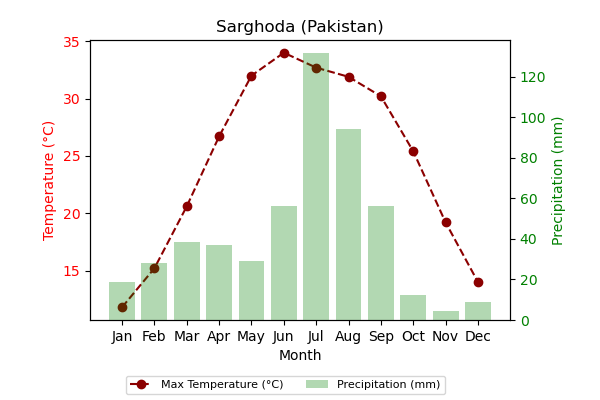 Sarghoda (Pakistan)
35
30
25
20
15
Temperature (°C)
120
100
80
60
40
20
0
Precipitation (mm)
Jan Feb Mar Apr May Jun Jul Aug Sep Oct Nov Dec
Month
Max Temperature (°C) Precipitation (mm)